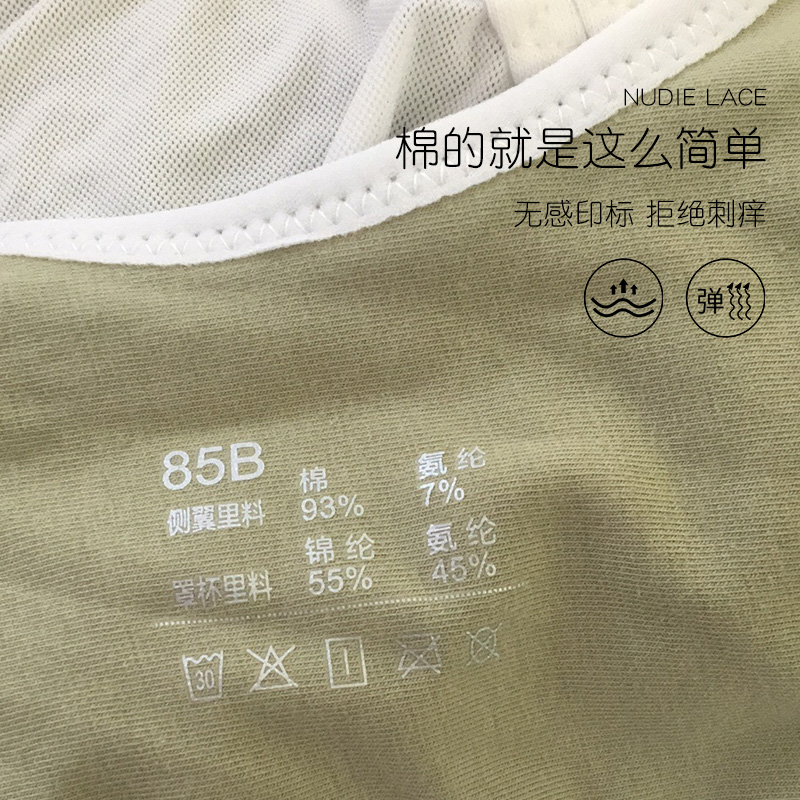 NUDIE LACE
棉的就是这么简单
无感印标 拒绝刺痒
弹
85B
棉 氨纶
侧翼里料 93% 7%
锦纶 氨纶
罩杯里料 55% 45%
30